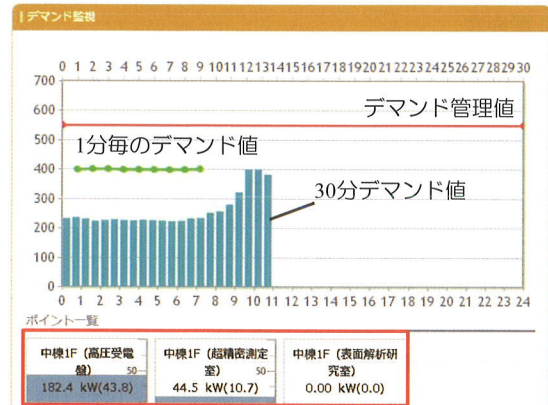 デマンド監視
0 1 2 3 4 5 6 7 8 9 10 11 12 13 14 15 16 17 18 19 20 21 22 23 24 25 26 27 28 29 30
700
デマンド管理値
600
500
1分毎のデマンド値
400
30分デマンド値
300
200
100
0
0 1 2 3 4 5 6 7 8 9 10 11 12 13 14 15 16 17 18 19 20 21 22 23 24
ポイント一覧
中棟1F (高圧受電
盤) 50
182.4 kW(43.8)
中棟1F (超精密測定
室) 50
44.5 kW(10.7)
中棟1F (表面解析研
究室)
0.00 kW(0.0)